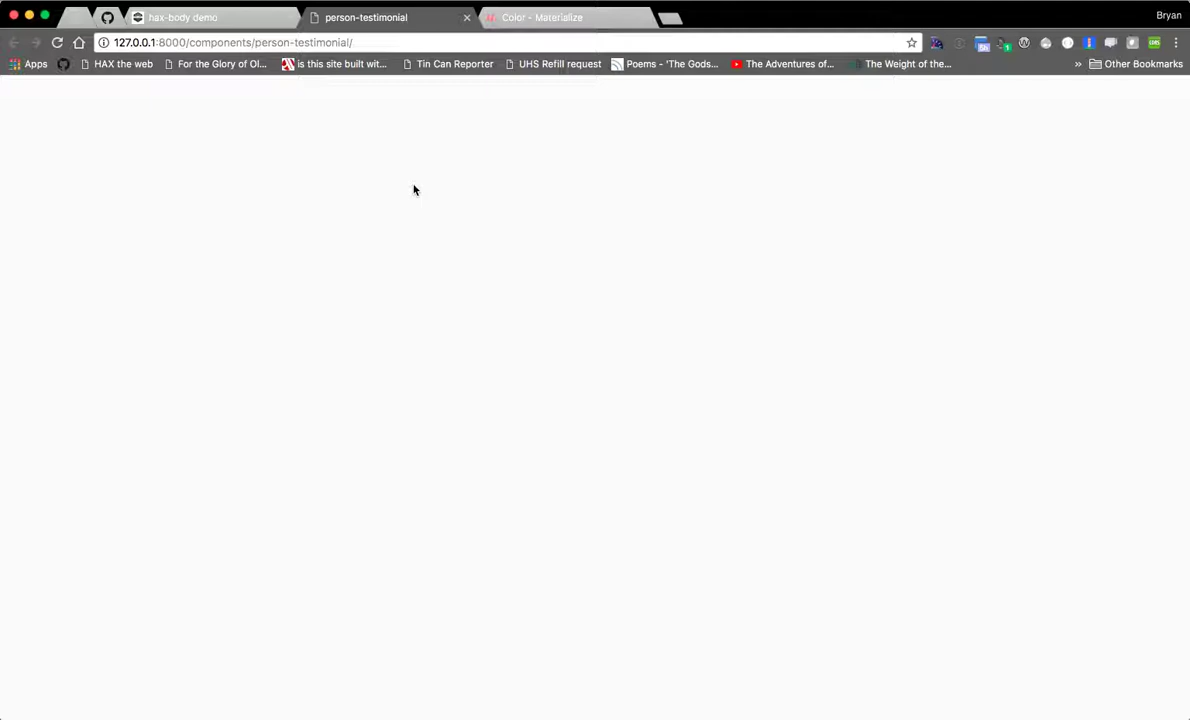 hax-body demo
person-testimonial
Color - Materialize
Bryan
127.0.0.1:8000/components/person-testimonial/
Apps
HAX the web
For the Glory of Ol...
is this site built wit...
Tin Can Reporter
UHS Refill request
Poems - 'The Gods...
The Adventures of...
The Weight of the...
» Other Bookmarks